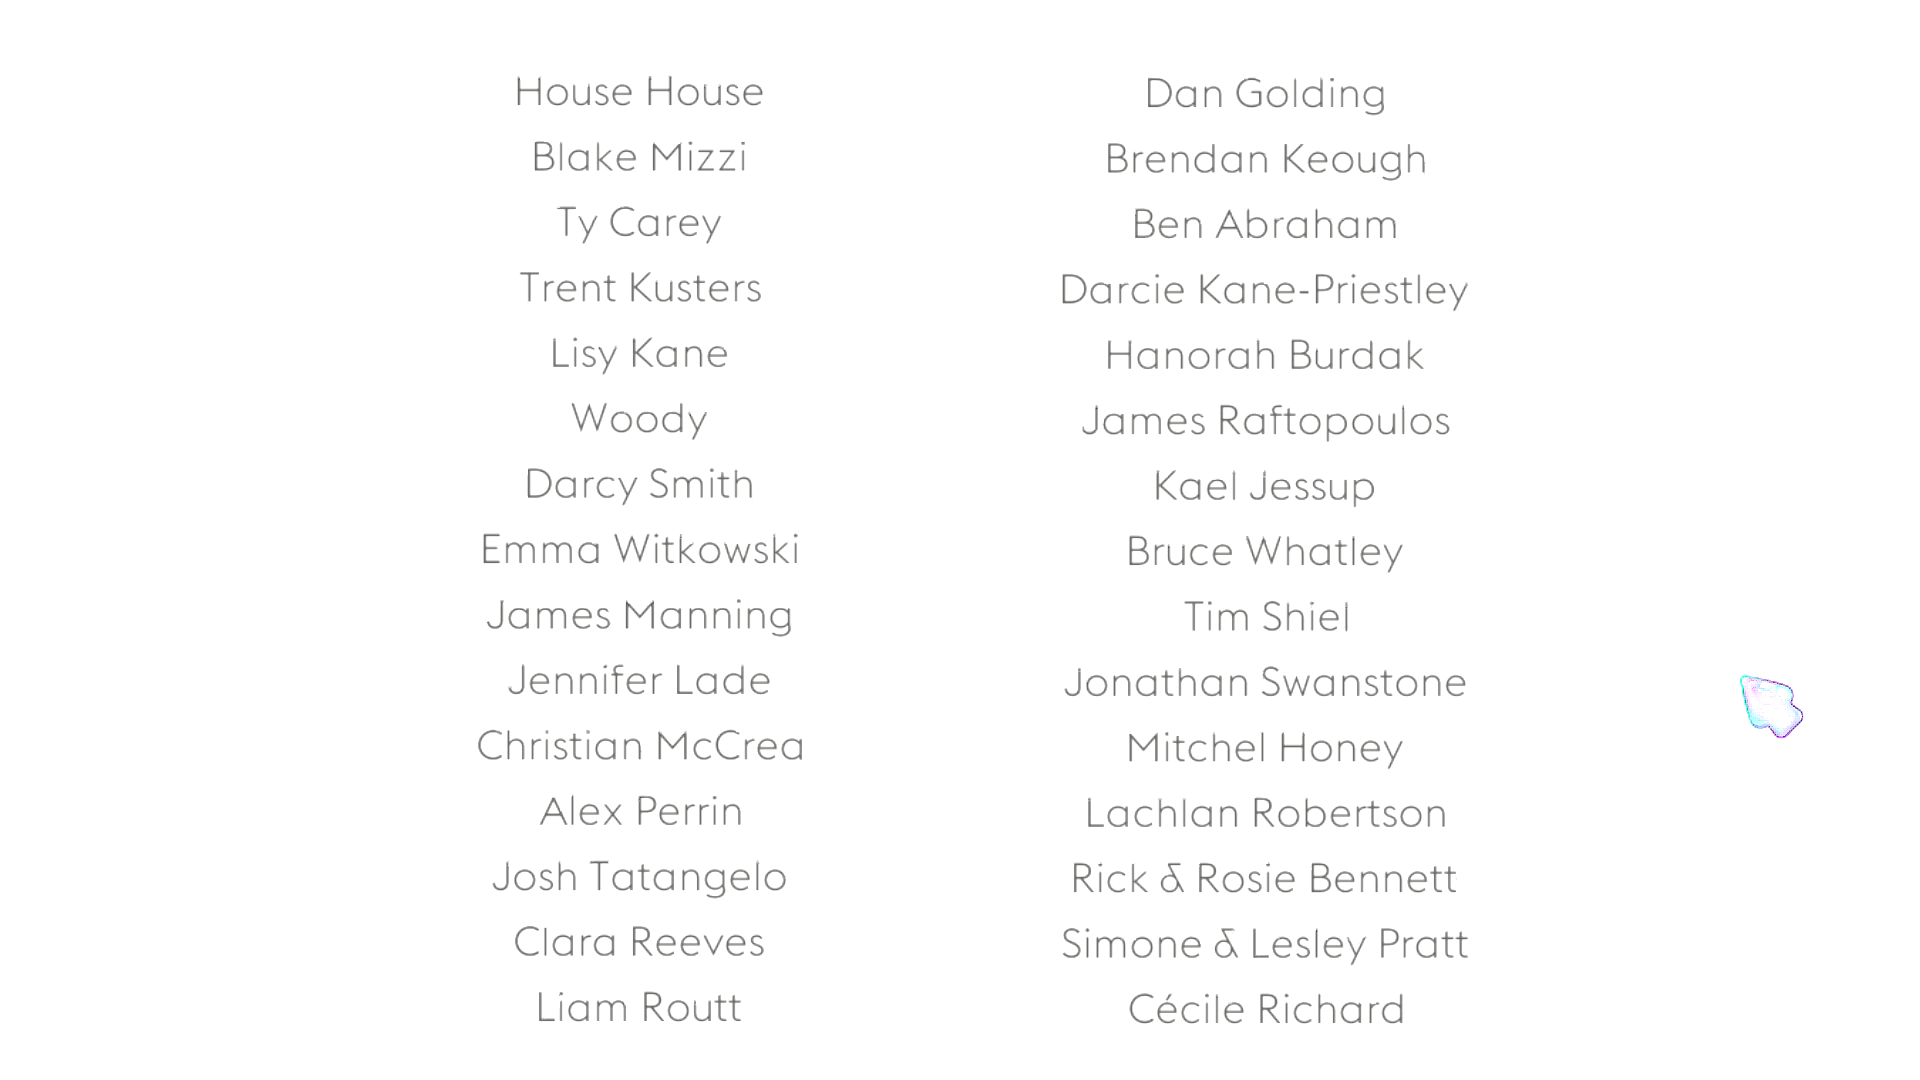 House House
Blake Mizzi
Ty Carey
Trent Kusters
Lisy Kane
Woody
Darcy Smith
Emma Witkowski
James Manning
Jennifer Lade
Christian McCrea
Alex Perrin
Josh Tatangelo
Clara Reeves
Liam Routt
Dan Golding
Brendan Keough
Ben Abraham
Darcie Kane-Priestley
Hanorah Burdak
James Raftopoulos
Kael Jessup
Bruce Whatley
Tim Shiel
Jonathan Swanstone
Mitchel Honey
Lachlan Robertson
Rick & Rosie Bennett
Simone & Lesley Pratt
Cécile Richard